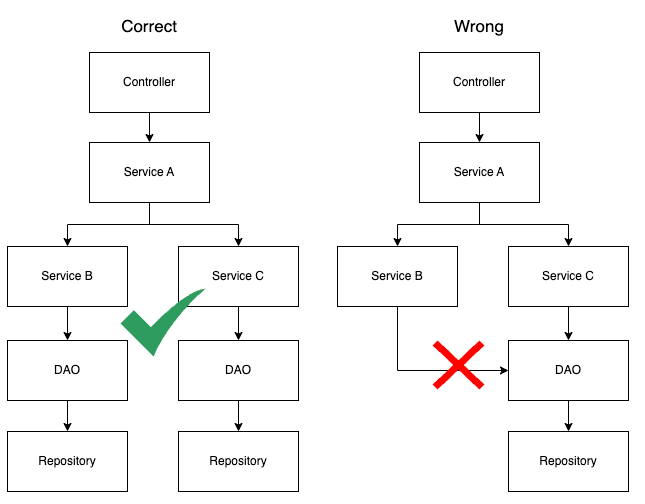 Correct
Controller
Service A
Service B
Service C
DAO
DAO
Repository
Repository
Wrong
Controller
Service A
Service B
Service C
DAO
Repository